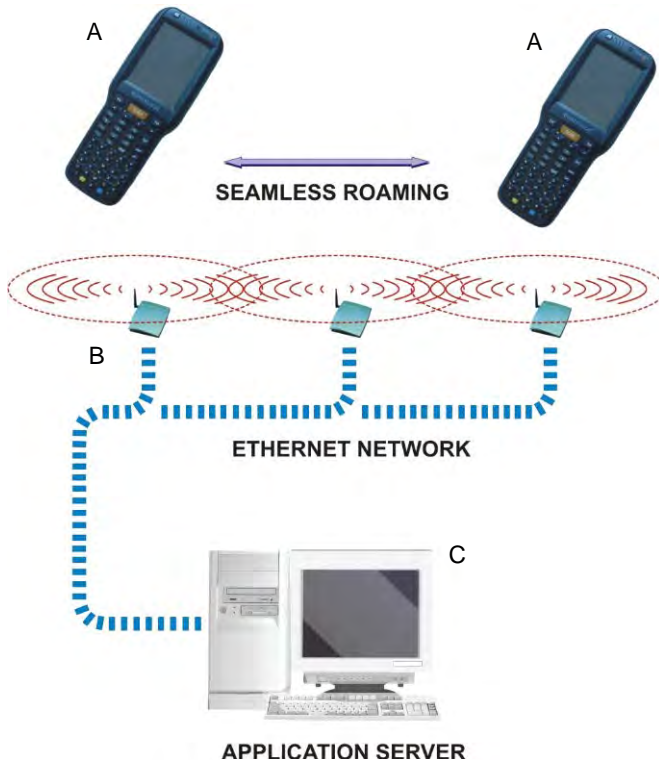 A
A
SEAMLESS ROAMING
B
ETHERNET NETWORK
C
APPLICATION SERVER